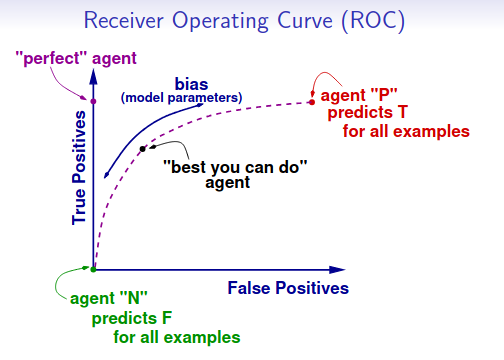 Receiver Operating Curve (ROC)
"perfect" agent
bias
(model parameters)
agent "P"
predicts T
for all examples
"best you can do"
agent
True Positives
False Positives
agent "N"
predicts F
for all examples